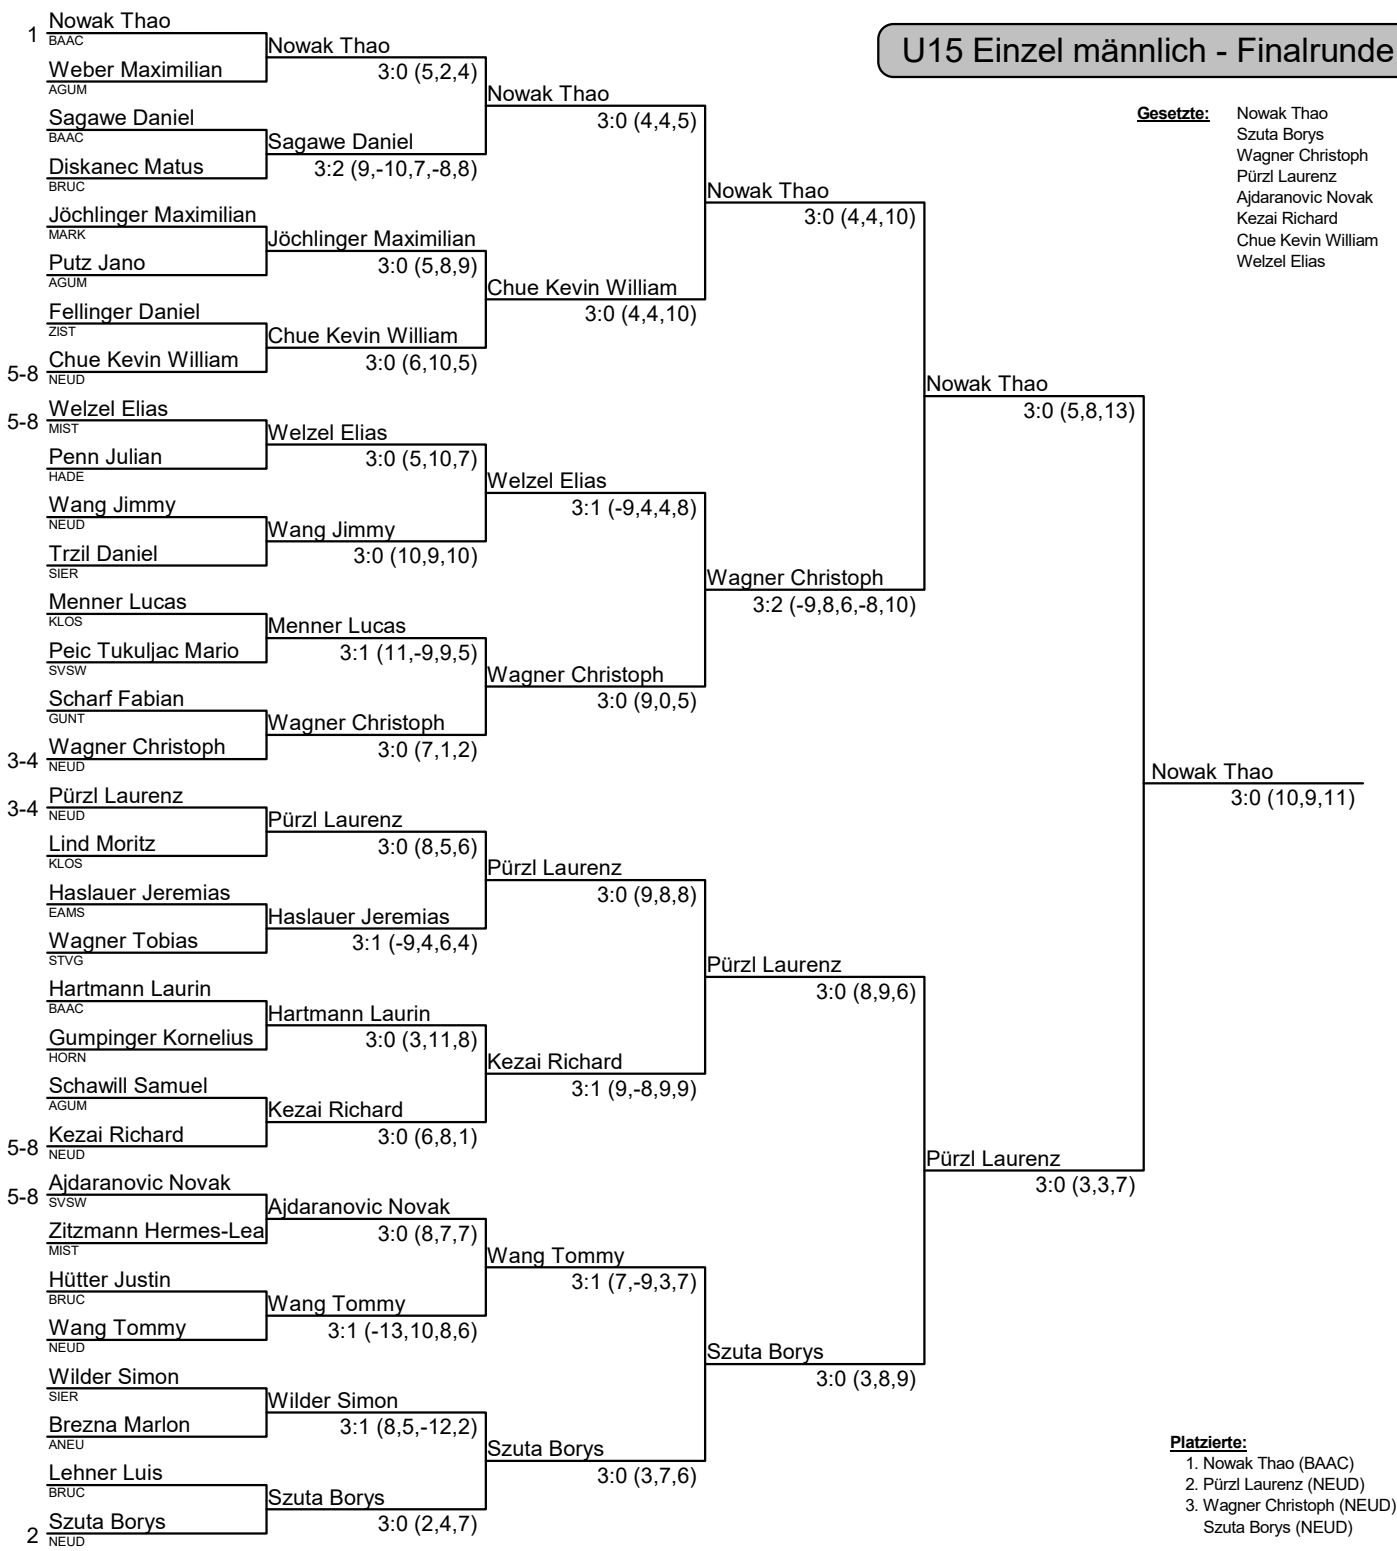 U15 Einzel männlich - Finalrunde
Gesetzte:
Nowak Thao
Szuta Borys
Wagner Christoph
Pürzl Laurenz
Ajdaranovic Novak
Kezai Richard
Chue Kevin William
Welzel Elias
1
Nowak Thao
BAAC
Weber Maximilian
AGUM
Sagawe Daniel
BAAC
Diskanec Matus
BRUC
Jöchlinger Maximilian
MARK
Putz Jano
AGUM
Fellinger Daniel
ZIST
5-8
Chue Kevin William
NEUD
5-8
Welzel Elias
MIST
Penn Julian
HADE
Wang Jimmy
NEUD
Trzil Daniel
SIER
Menner Lucas
KLOS
Peic Tukuljac Mario
SVSW
Scharf Fabian
GUNT
3-4
Wagner Christoph
NEUD
3-4
Pürzl Laurenz
NEUD
Lind Moritz
KLOS
Haslauer Jeremias
EAMS
Wagner Tobias
STVG
Hartmann Laurin
BAAC
Gumpinger Kornelius
HORN
Schawill Samuel
AGUM
5-8
Kezai Richard
NEUD
5-8
Ajdaranovic Novak
SVSW
Zitzmann Hermes-Lea
MIST
Hütter Justin
BRUC
Wang Tommy
NEUD
Wilder Simon
SIER
Brezna Marlon
ANEU
Lehner Luis
BRUC
2
Szuta Borys
NEUD
Nowak Thao
3:0 (5,2,4)
Sagawe Daniel
3:2 (9,-10,7,-8,8)
Jöchlinger Maximilian
3:0 (5,8,9)
Chue Kevin William
3:0 (6,10,5)
Welzel Elias
3:0 (5,10,7)
Wang Jimmy
3:0 (10,9,10)
Menner Lucas
3:1 (11,-9,9,5)
Wagner Christoph
3:0 (7,1,2)
Pürzl Laurenz
3:0 (8,5,6)
Haslauer Jeremias
3:1 (-9,4,6,4)
Hartmann Laurin
3:0 (3,11,8)
Kezai Richard
3:0 (6,8,1)
Ajdaranovic Novak
3:0 (8,7,7)
Wang Tommy
3:1 (-13,10,8,6)
Wilder Simon
3:1 (8,5,-12,2)
Szuta Borys
3:0 (2,4,7)
Nowak Thao
3:0 (4,4,5)
Chue Kevin William
3:0 (4,4,10)
Welzel Elias
3:1 (-9,4,4,8)
Wagner Christoph
3:0 (9,0,5)
Pürzl Laurenz
3:0 (9,8,8)
Kezai Richard
3:1 (9,-8,9,9)
Wang Tommy
3:1 (7,-9,3,7)
Szuta Borys
3:0 (3,7,6)
Nowak Thao
3:0 (4,4,10)
Wagner Christoph
3:2 (-9,8,6,-8,10)
Pürzl Laurenz
3:0 (8,9,6)
Szuta Borys
3:0 (3,8,9)
Nowak Thao
3:0 (5,8,13)
Pürzl Laurenz
3:0 (3,3,7)
Nowak Thao
3:0 (10,9,11)
Platzierte:
1. Nowak Thao (BAAC)
2. Pürzl Laurenz (NEUD)
3. Wagner Christoph (NEUD)
Szuta Borys (NEUD)